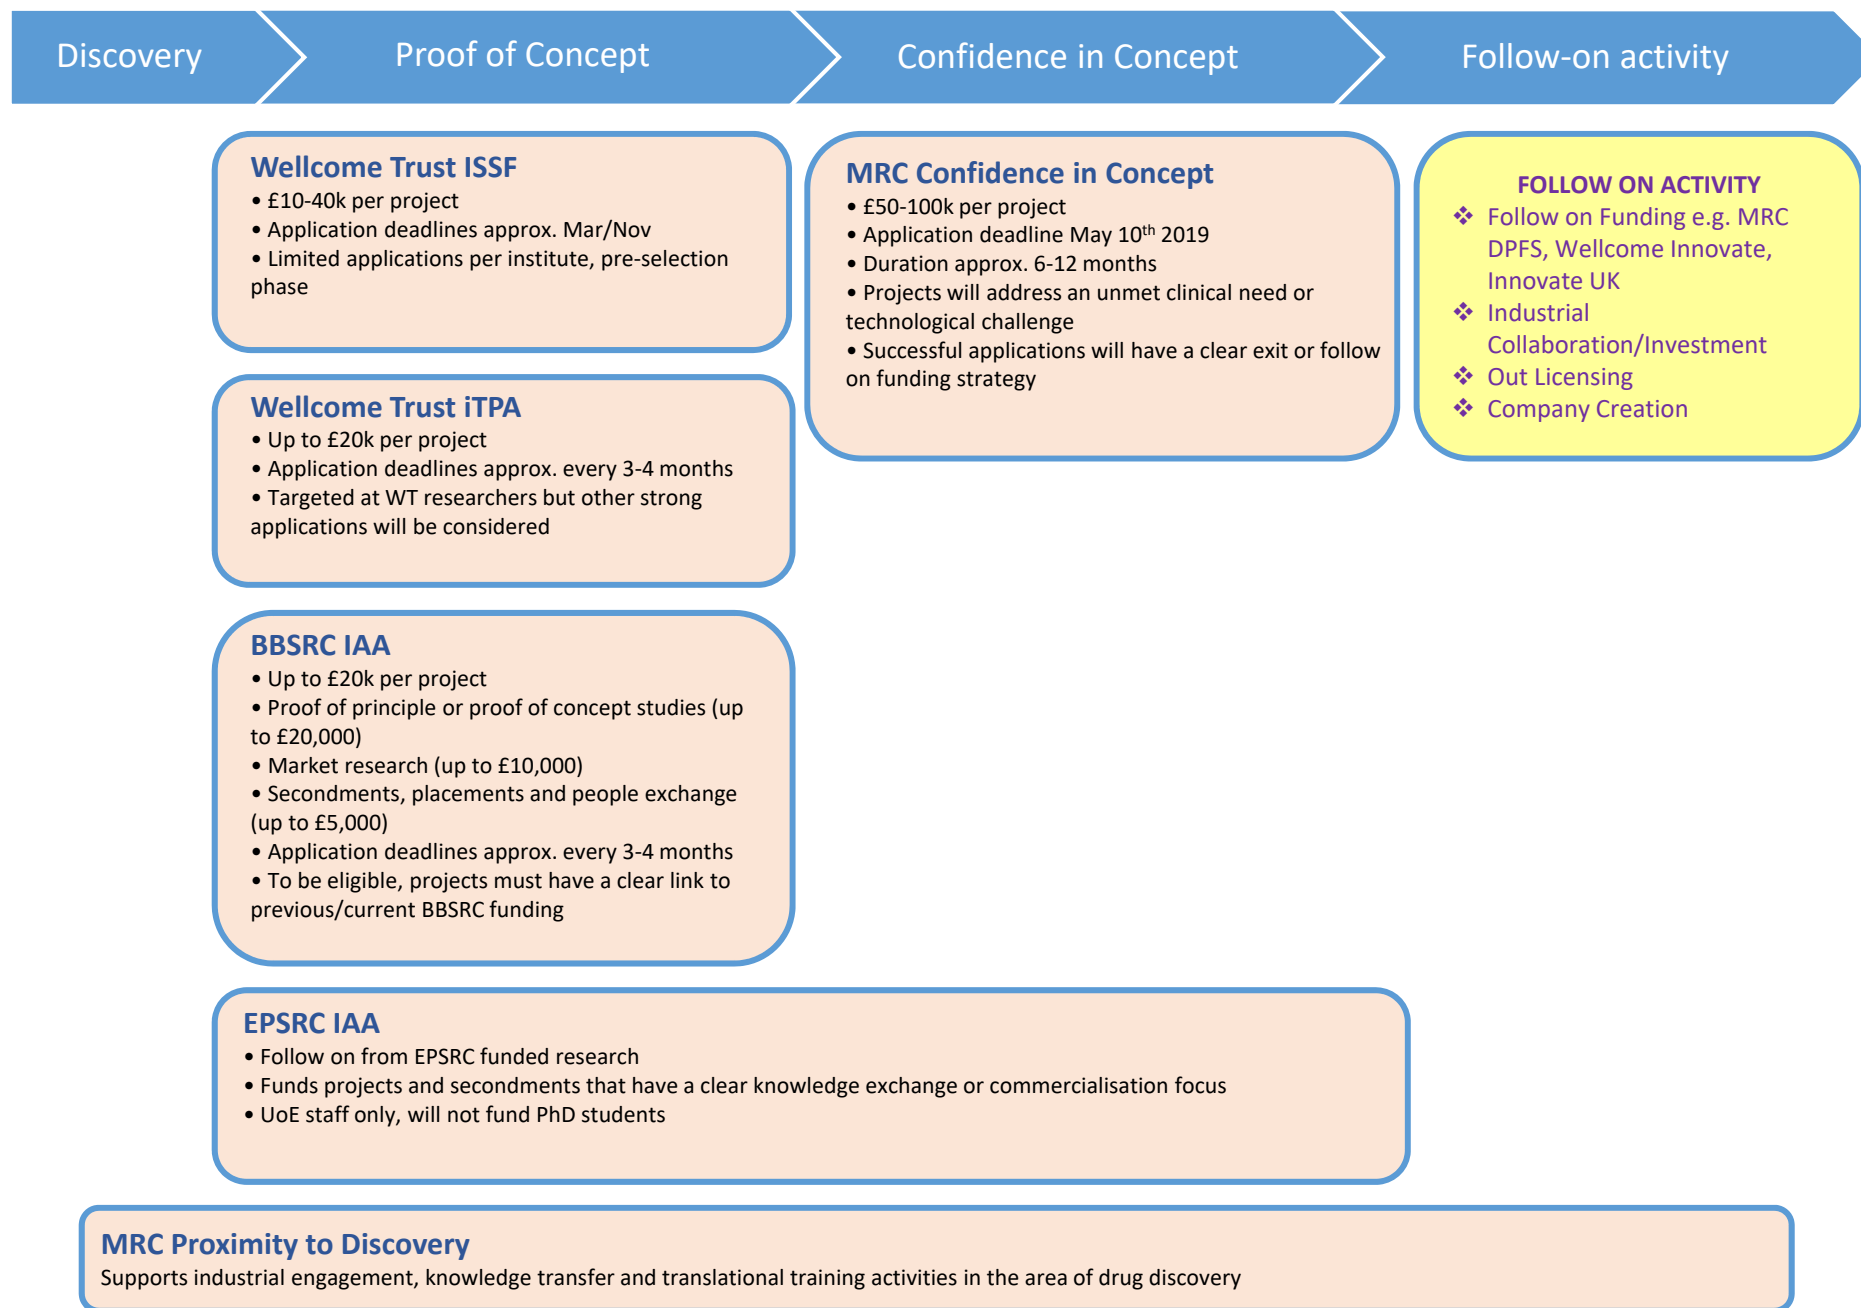 Discovery
Proof of Concept
Confidence in Concept
Follow-on activity
Wellcome Trust ISSF
• £10-40k per project
• Application deadlines approx. Mar/Nov
• Limited applications per institute, pre-selection
phase
Wellcome Trust iTPA
• Up to £20k per project
• Application deadlines approx. every 3-4 months
• Targeted at WT researchers but other strong
applications will be considered
BBSRC IAA
• Up to £20k per project
• Proof of principle or proof of concept studies (up
to £20,000)
• Market research (up to £10,000)
• Secondments, placements and people exchange
(up to £5,000)
• Application deadlines approx. every 3-4 months
• To be eligible, projects must have a clear link to
previous/current BBSRC funding
MRC Confidence in Concept
• £50-100k per project
• Application deadline May 10th 2019
• Duration approx. 6-12 months
• Projects will address an unmet clinical need or
technological challenge
• Successful applications will have a clear exit or follow
on funding strategy
FOLLOW ON ACTIVITY
❖ Follow on Funding e.g. MRC
DPFS, Wellcome Innovate,
Innovate UK
❖ Industrial
Collaboration/Investment
❖ Out Licensing
❖ Company Creation
EPSRC IAA
• Follow on from EPSRC funded research
• Funds projects and secondments that have a clear knowledge exchange or commercialisation focus
• UoE staff only, will not fund PhD students
MRC Proximity to Discovery
Supports industrial engagement, knowledge transfer and translational training activities in the area of drug discovery